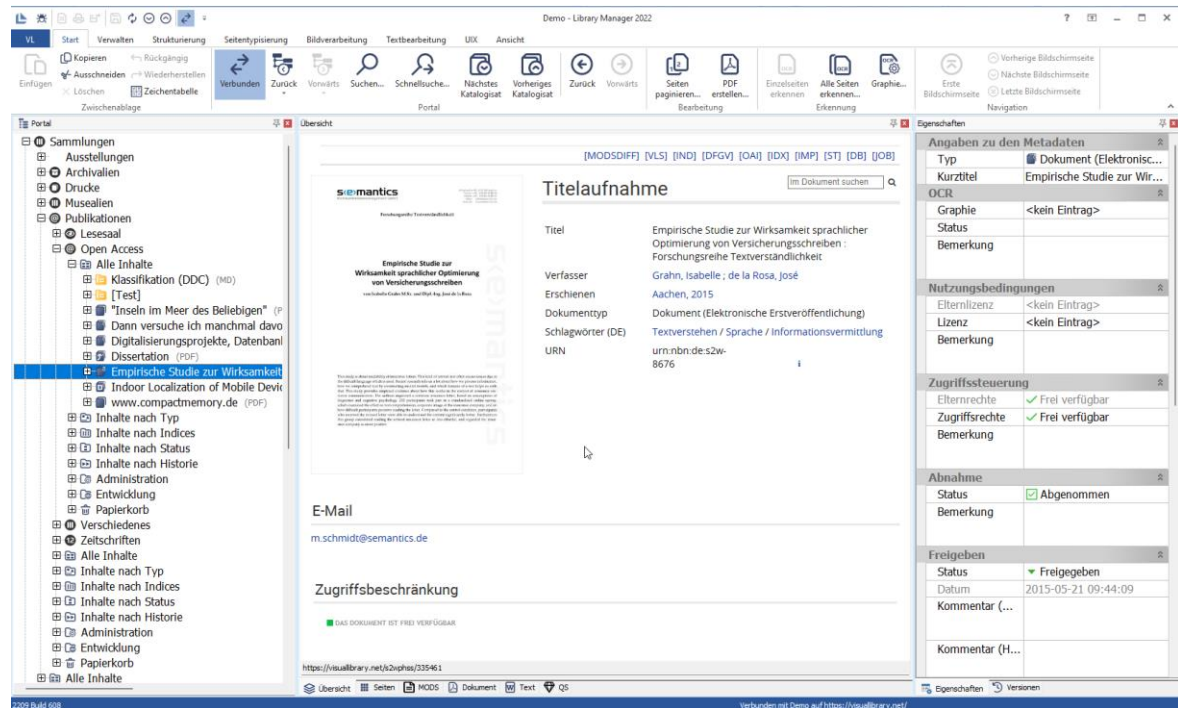 Demo - Library Manager 2022
VL Start Verwalten Strukturierung Seitentypisierung Bildverarbeitung Textbearbeitung UIX Ansicht
Einfügen
Kopieren
Ausschneiden
Löschen
Rückgängig
Wiederherstellen
Zeichentabelle
Zwischenablage
Verbunden
Zurück
Vorwärts
Suchen...
Schnellsuche...
Nächstes Katalogisat
Vorheriges Katalogisat
Portal
Zurück
Vorwärts
Seiten paginieren...
PDF erstellen...
Bearbeitung
Einzelseiten erkennen
Alle Seiten erkennen...
Graphie...
Erkennung
Erste Bildschirmseite
Vorherige Bildschirmseite
Nächste Bildschirmseite
Letzte Bildschirmseite
Navigation
Portal
Sammlungen
Ausstellungen
Archivalien
Drucke
Musealien
Publikationen
Lesesaal
Open Access
Alle Inhalte
Klassifikation (DDC) (MD)
[Test]
"Inseln im Meer des Beliebigen" (P
Dann versuche ich manchmal davo
Digitalisierungsprojekte, Datenban
Dissertation (PDF)
Empirische Studie zur Wirksamkeit
Indoor Localization of Mobile Devic
www.compactmemory.de (PDF)
Inhalte nach Typ
Inhalte nach Indices
Inhalte nach Status
Inhalte nach Historie
Administration
Entwicklung
Papierkorb
Verschiedenes
Zeitschriften
Alle Inhalte
Inhalte nach Typ
Inhalte nach Indices
Inhalte nach Status
Inhalte nach Historie
Administration
Entwicklung
Papierkorb
Alle Inhalte
Übersicht
[MODSDIFF] [VLS] [IND] [DFGV] [OAI] [IDX] [IMP] [ST] [DB] [JOB]
s(e)mantics
Forschungsreihe Textverständlichkeit
Empirische Studie zur
Wirksamkeit sprachlicher Optimierung
von Versicherungsschreiben
s(e)mantics
Titelaufnahme
Im Dokument suchen
Titel
Empirische Studie zur Wirksamkeit sprachlicher
Optimierung von Versicherungsschreiben :
Forschungsreihe Textverständlichkeit
Verfasser Grahn, Isabelle ; de la Rosa, José
Erschienen Aachen, 2015
Dokumenttyp Dokument (Elektronische Erstveröffentlichung)
Schlagwörter (DE) Textverstehen / Sprache / Informationsvermittlung
URN urn:nbn:de:s2w-
8676
E-Mail
m.schmidt@semantics.de
Zugriffsbeschränkung
DAS DOKUMENT IST FREI VERFÜGBAR
https://visuallibrary.net/s2wphss/335461
Übersicht Seiten MODS Dokument Text QS
Eigenschaften
Angaben zu den Metadaten
Typ Dokument (Elektronisc...
Kurztitel Empirische Studie zur Wir...
OCR
Graphie <kein Eintrag>
Status
Bemerkung
Nutzungsbedingungen
Elternlizenz <kein Eintrag>
Lizenz <kein Eintrag>
Bemerkung
Zugriffssteuerung
Elternrechte Frei verfügbar
Zugriffsrechte Frei verfügbar
Bemerkung
Abnahme
Status Abgenommen
Bemerkung
Freigeben
Status Freigegeben
Datum 2015-05-21 09:44:09
Kommentar (...
Kommentar (H...
Eigenschaften Versionen
2209 Build 608
Verbunden mit Demo auf https://visuallibrary.net/